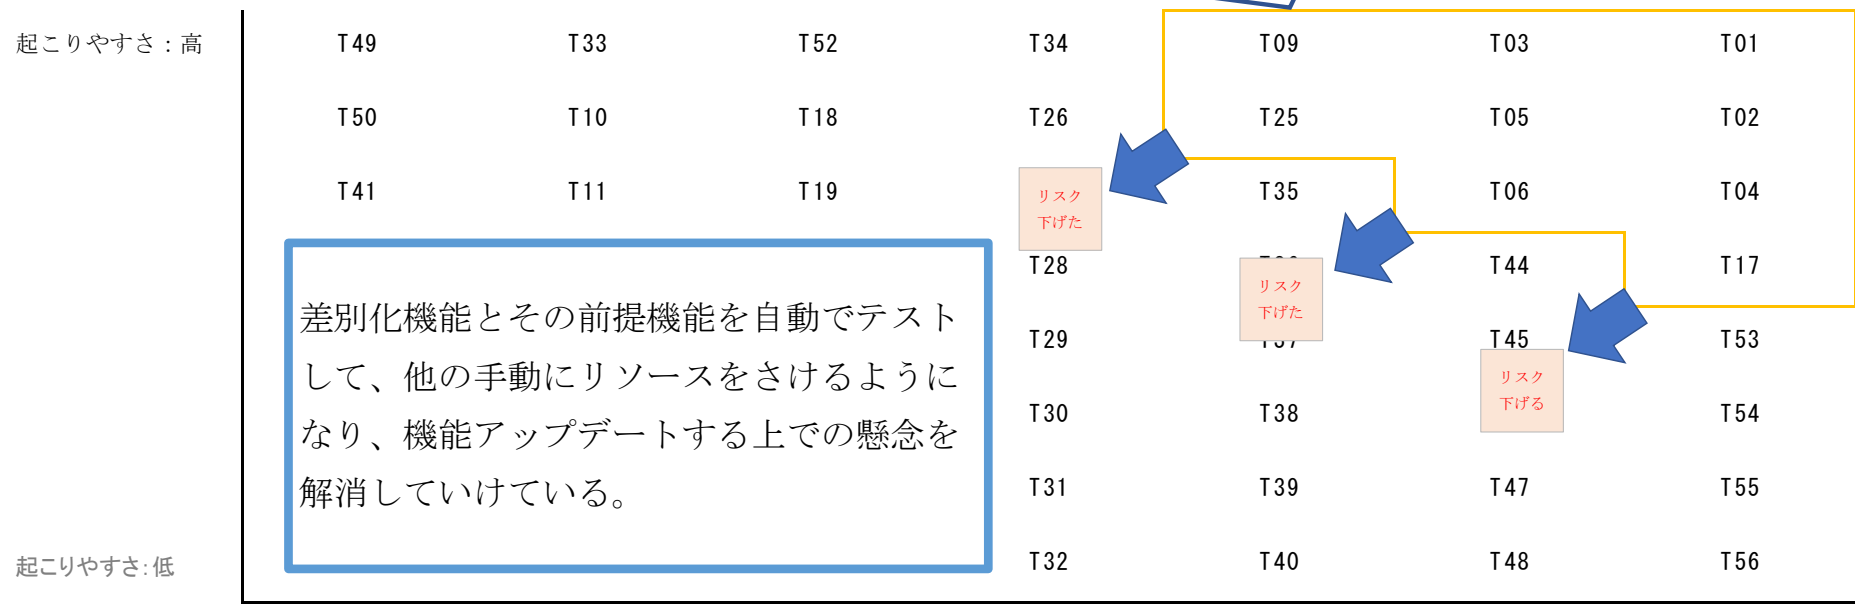 起こりやすさ：高 T49 T33 T52 T34 T09 T03 T01
T50 T10 T18 T26 T25 T05 T02
T41 T11 T19 T35 T06 T04
リスク
下げた
T28 T44 T17
リスク
下げた
差別化機能とその前提機能を自動でテスト
して、他の手動にリソースをさけるように
なり、機能アップデートする上での懸念を
解消していけている。
T29 T45 T53
リスク
下げる
T30 T38 T54
T31 T39 T47 T55
起こりやすさ:低 T32 T40 T48 T56